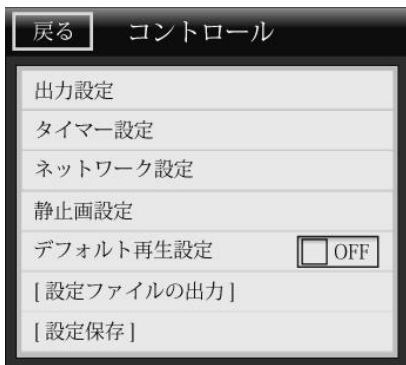 戻る コントロール
出力設定
タイマー設定
ネットワーク設定
静止画設定
デフォルト再生設定 OFF
[ 設定ファイルの出力 ]
[ 設定保存 ]